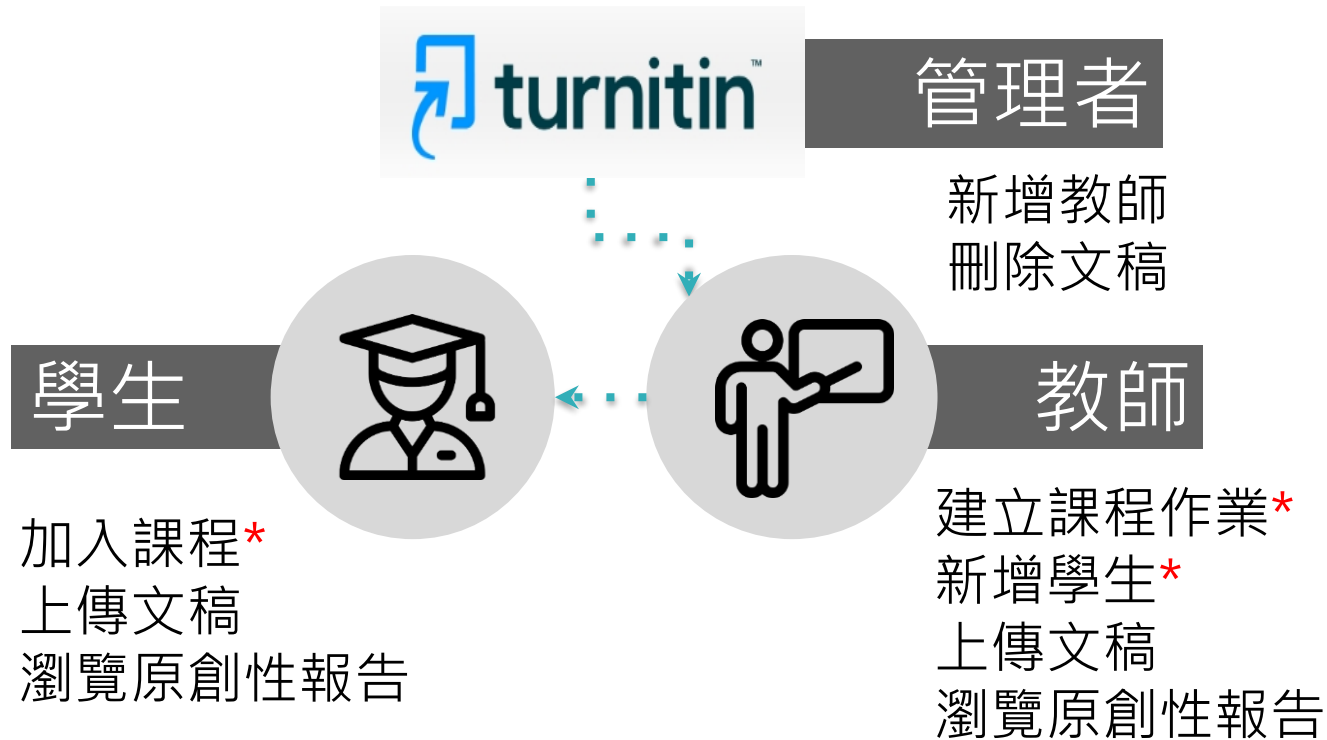 turnitin™
管理者
新增教師
刪除文稿
學生
教師
加入課程*
上傳文稿
瀏覽原創性報告
建立課程作業*
新增學生*
上傳文稿
瀏覽原創性報告